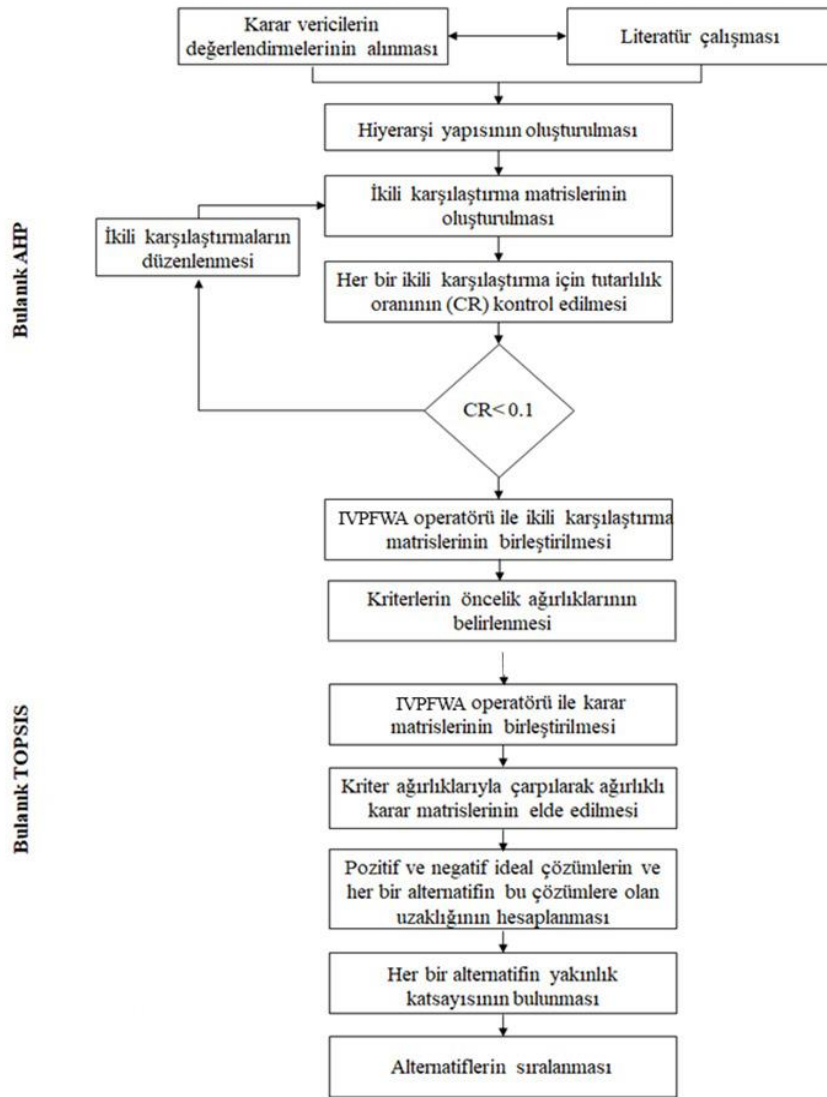 Karar vericilerin
değerlendirmelerinin alınması
Literatür çalışması
Hiyerarşi yapısının oluşturulması
İkili karşılaştırma matrislerinin
oluşturulması
İkili karşılaştırmaların
düzenlenmesi
Her bir ikili karşılaştırma için tutarlılık
oranının (CR) kontrol edilmesi
Bulanık AHP
CR< 0.1
IVPFWA operatörü ile ikili karşılaştırma
matrislerinin birleştirilmesi
Kriterlerin öncelik ağırlıklarının
belirlenmesi
Bulanık TOPSIS
IVPFWA operatörü ile karar
matrislerinin birleştirilmesi
Kriter ağırlıklarıyla çarpılarak ağırlıklı
karar matrislerinin elde edilmesi
Pozitif ve negatif ideal çözümlerin ve
her bir alternatifin bu çözümlere olan
uzaklığının hesaplanması
Her bir alternatifin yakınlık
katsayısının bulunması
Alternatiflerin sıralanması